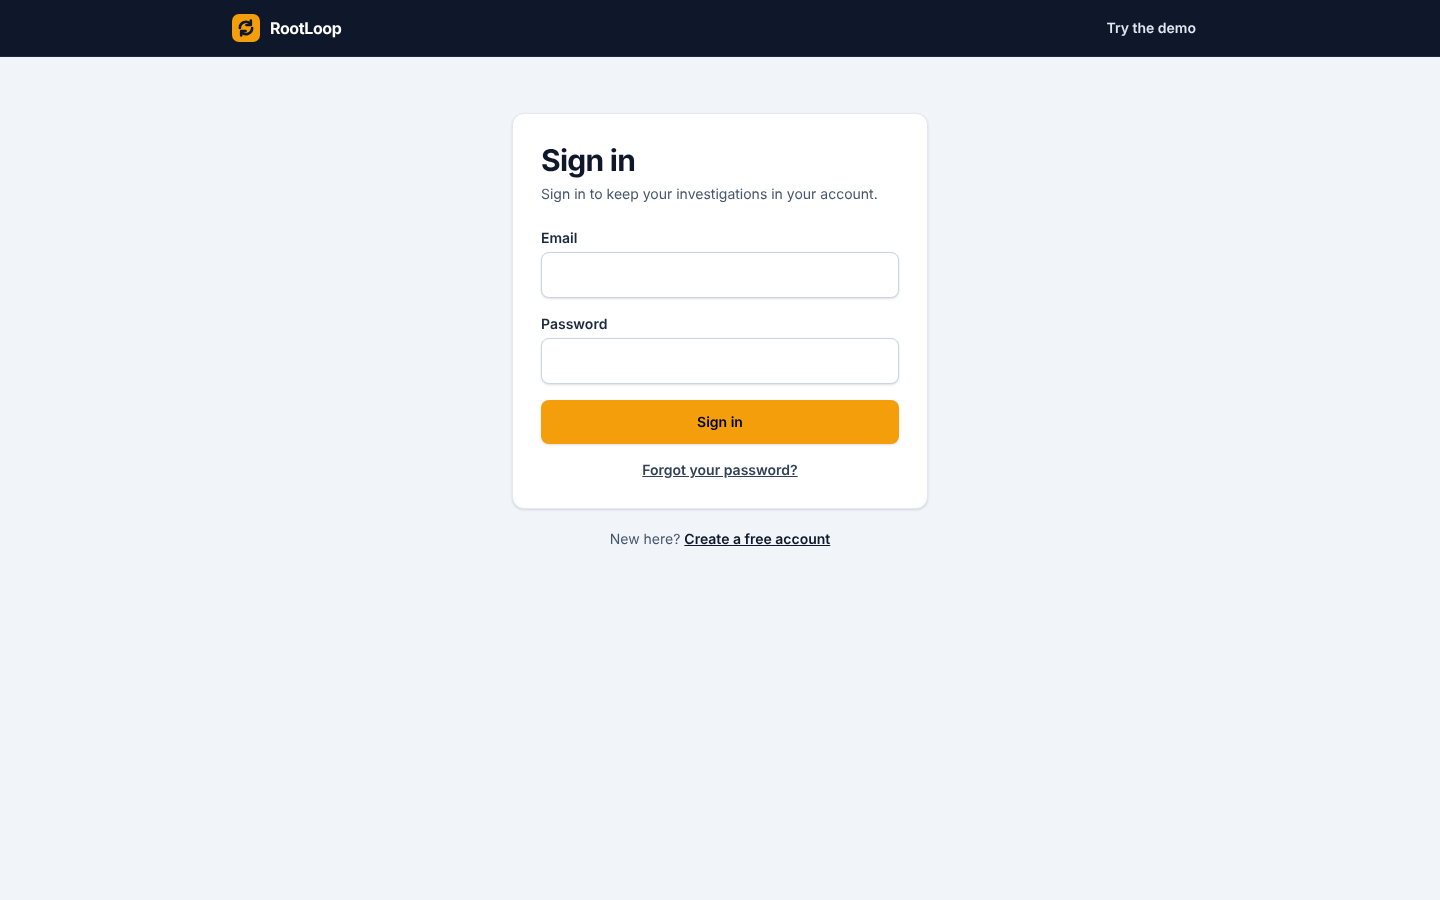 RootLoop
Try the demo
Sign in
Sign in to keep your investigations in your account.
Email
Password
Sign in
Forgot your password?
New here? Create a free account